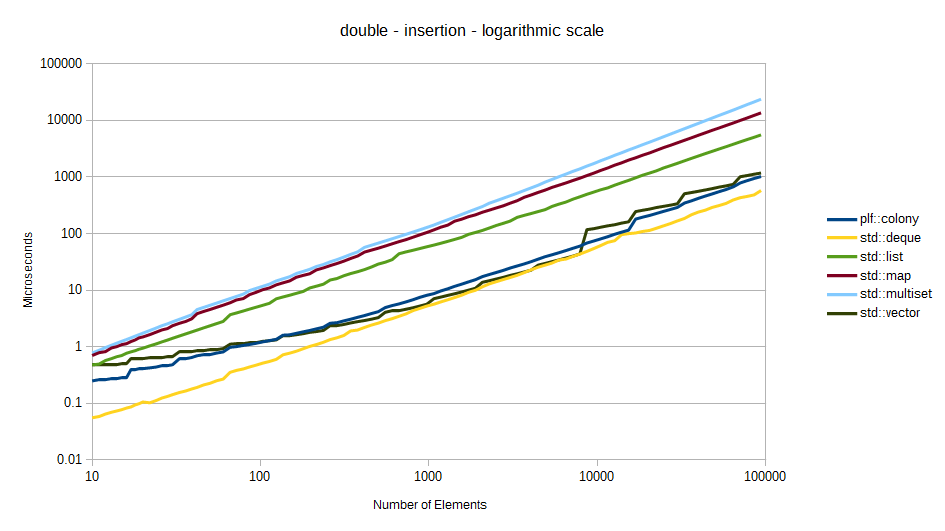 double - insertion - logarithmic scale
100000
10000
1000
100
10
1
0.1
0.01
Microseconds
10 100 1000 10000 100000
Number of Elements
plf::colony
std::deque
std::list
std::map
std::multiset
std::vector